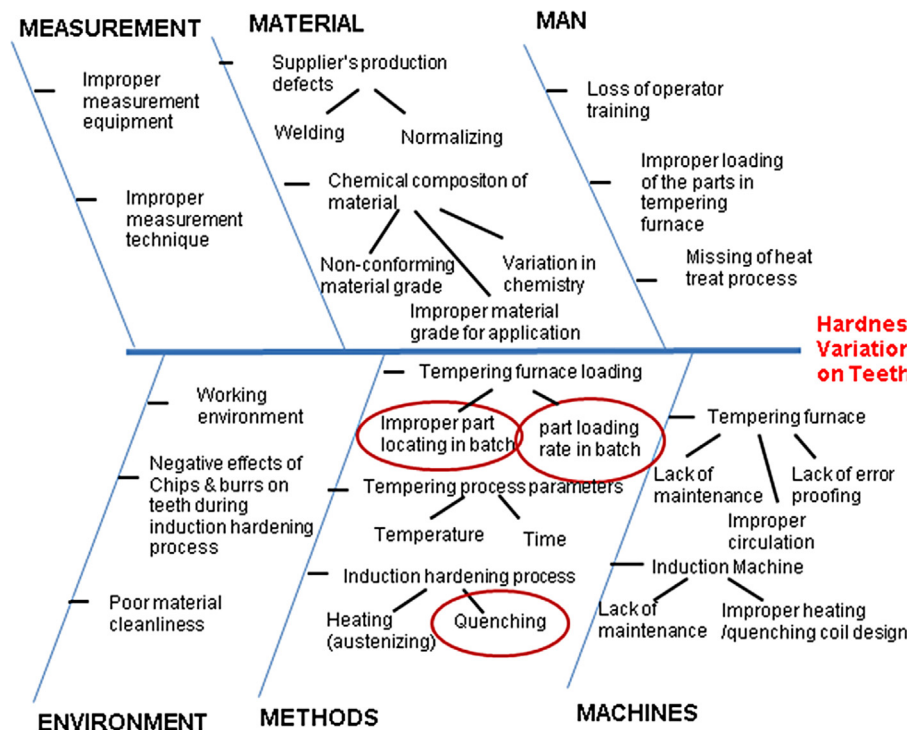 MEASUREMENT
Improper
measurement
equipment
Improper
measurement
technique
MATERIAL
Supplier's production
defects
Welding
Normalizing
Chemical compositon of
material
Non-conforming
material grade
Variation in
chemistry
Improper material
grade for application
MAN
Loss of operator
training
Improper loading
of the parts in
tempering
furnace
Missing of heat
treat process
Hardnes
Variation
on Teeth
Working
environment
Negative effects of
Chips & burrs on
teeth during
induction hardening
process
Poor material
cleanliness
ENVIRONMENT
Tempering furnace loading
Improper part
locating in batch
part loading
rate in batch
Tempering process parameters
Temperature
Time
Induction hardening process
Heating
(austenizing)
Quenching
METHODS
Tempering furnace
Lack of
maintenance
Improper
circulation
Lack of error
proofing
Induction Machine
Lack of
maintenance
Improper heating
/quenching coil design
MACHINES